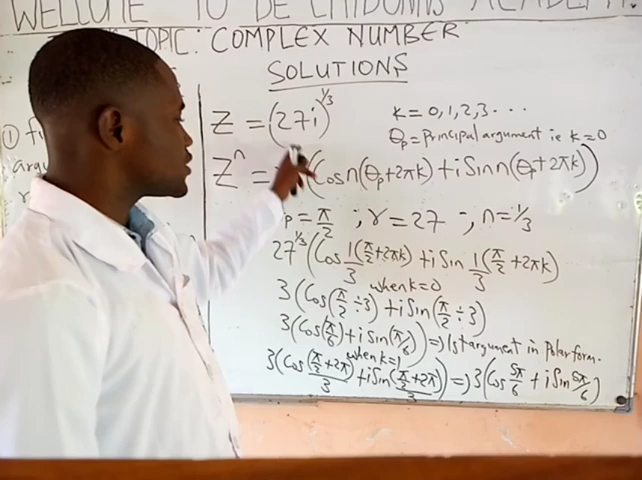 WELCOME TO DE CHIDONNS ACADEMY
TOPIC: COMPLEX NUMBER
SOLUTIONS
①
argu
Z = (27i)^1/3
K = 0, 1, 2, 3 - - -
θp = Principal argument ie k = 0
Z^n = (Cos n(θp + 2πk) + i Sin n(θp + 2πk))
p = π/2 ; r = 27 ; n = 1/3
27^1/3 (Cos 1/3(π/2 + 2πk) + i Sin 1/3(π/2 + 2πk)
when k = 0
3(Cos(π/2 ÷ 3) + i Sin(π/2 ÷ 3)
3(Cos(π/6) + i Sin(π/6)) => 1st argument in Polar form.
when k = 1
3(Cos (π/2 + 2π)/3 + i Sin (π/2 + 2π)/3) => 3(Cos 5π/6 + i Sin 5π/6)